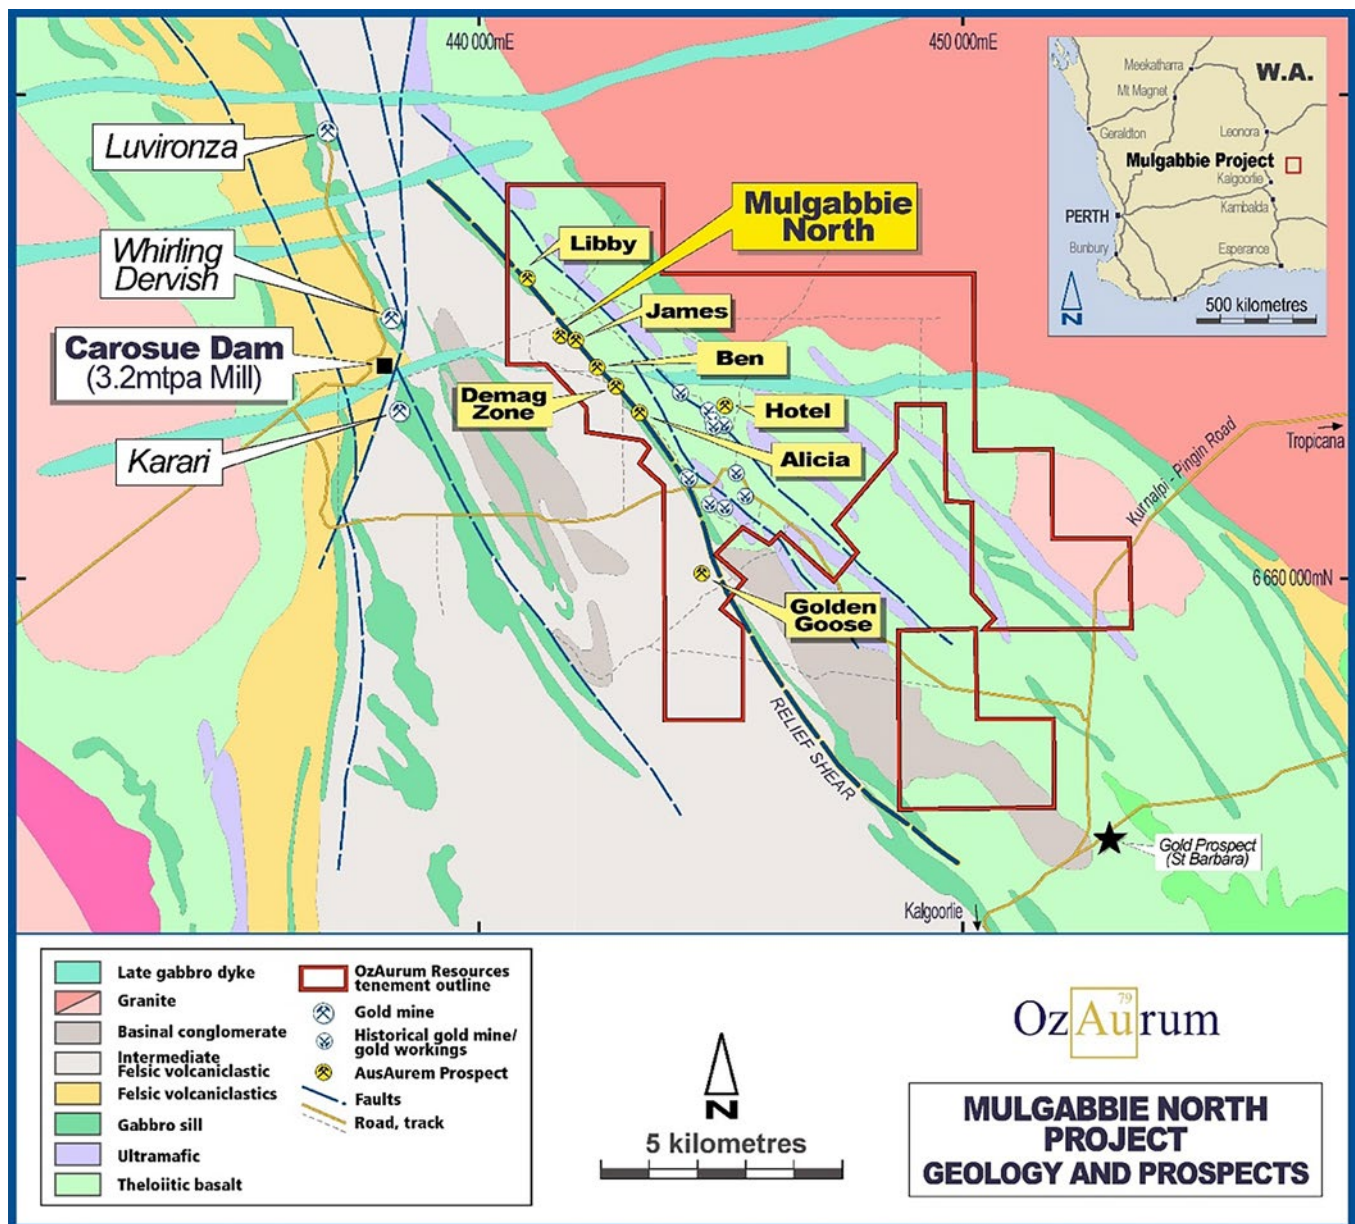 440 000mE
450 000mE
W.A.
Meekatharra
Mt Magnet
Geraldton
Leonora
Mulgabbie Project
Kalgoorlie
Kambalda
PERTH
Bunbury
Esperance
N
500 kilometres
Luvironza
Whirling
Dervish
Carosue Dam
(3.2mtpa Mill)
Karari
Mulgabbie
North
Libby
James
Ben
Demag
Zone
Hotel
Alicia
Golden
Goose
Kurnalpi - Pingin Road
Tropicana
6 660 000mN
RELIEF SHEAR
Gold Prospect
(St Barbara)
Kalgoorlie
Late gabbro dyke
Granite
Basinal conglomerate
Intermediate
Felsic volcaniclastic
Felsic volcaniclastics
Gabbro sill
Ultramafic
Theloiitic basalt
OzAurum Resources
tenement outline
Gold mine
Historical gold mine/
gold workings
AusAurem Prospect
Faults
Road, track
N
5 kilometres
79
OzAurum
MULGABBIE NORTH
PROJECT
GEOLOGY AND PROSPECTS